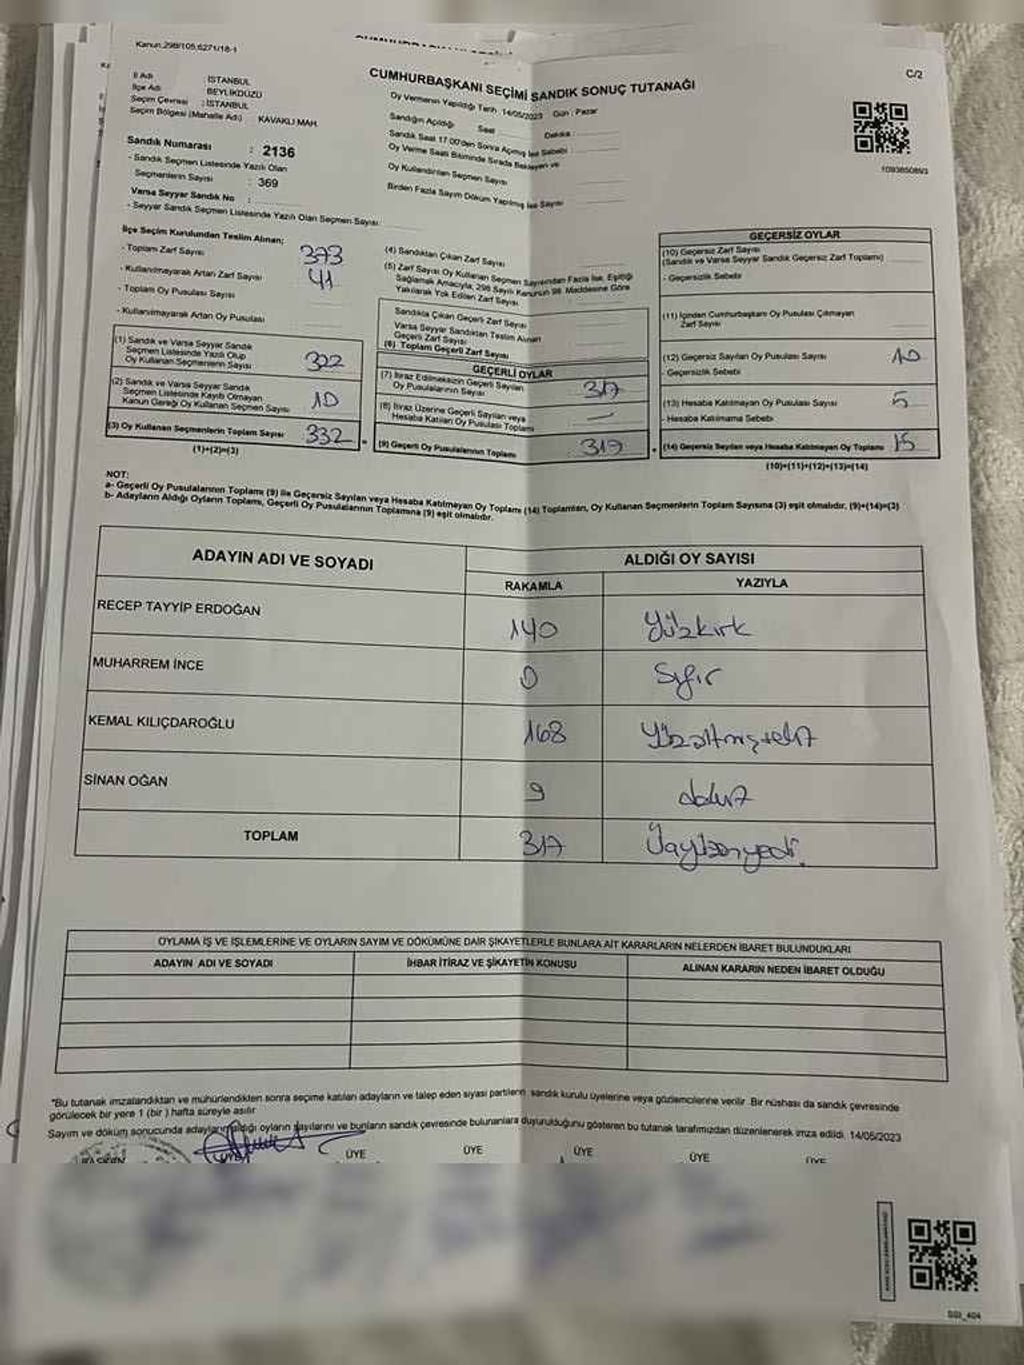 Kanun.298/105,6271/18-1
C/2
CUMHURBAŞKANI SEÇİMİ SANDIK SONUÇ TUTANAĞI
İl Adı : İSTANBUL
İlçe Adı : BEYLİKDÜZÜ
Seçim Çevresi : İSTANBUL
Seçim Bölgesi (Mahalle Adı) KAVAKLI MAH.
Sandık Numarası : 2136
- Sandık Seçmen Listesinde Yazılı Olan
Seçmenlerin Sayısı : 369
Varsa Seyyar Sandık No :
- Seyyar Sandık Seçmen Listesinde Yazılı Olan Seçmen Sayısı
Oy Vermenin Yapıldığı Tarih 14/05/2023 Gün : Pazar
Sandığın Açıldığı Saat Dakika :
Sandık Saat 17.00'den Sonra Açılmış İse Sebebi :
Oy Verme Saati Bitiminde Sırada Bekleyen ve
Oy Kullandırılan Seçmen Sayısı
Birden Fazla Sayım Döküm Yapılmış İse Sayısı
İlçe Seçim Kurulundan Teslim Alınan;
- Toplam Zarf Sayısı 373
- Kullanılmayarak Artan Zarf Sayısı 41
- Toplam Oy Pusulası Sayısı
- Kullanılmayarak Artan Oy Pusulası
(1) Sandık ve Varsa Seyyar Sandık
Seçmen Listesinde Yazılı Olup
Oy Kullanan Seçmenlerin Sayısı 322
(2) Sandık ve Varsa Seyyar Sandık
Seçmen Listesinde Kayıtlı Olmayan
Kanun Gereği Oy Kullanan Seçmen Sayısı 10
(3) Oy Kullanan Seçmenlerin Toplam Sayısı 332 =
(1)+(2)=(3)
(4) Sandıktan Çıkan Zarf Sayısı
(5) Zarf Sayısı Oy Kullanan Seçmen Sayısından Fazla İse, Eşitliği
Sağlamak Amacıyla, 298 Sayılı Kanunun 98. Maddesine Göre
Yakılarak Yok Edilen Zarf Sayısı
Sandıkta Çıkan Geçerli Zarf Sayısı
Varsa Seyyar Sandıktan Teslim Alınan
Geçerli Zarf Sayısı
(6) Toplam Geçerli Zarf Sayısı
GEÇERLİ OYLAR
(7) İtiraz Edilmeksizin Geçerli Sayılan
Oy Pusulalarının Sayısı 317
(8) İtiraz Üzerine Geçerli Sayılan veya
Hesaba Katılan Oy Pusulası Toplamı —
(9) Geçerli Oy Pusulalarının Toplamı 317
GEÇERSİZ OYLAR
(10) Geçersiz Zarf Sayısı
(Sandık ve Varsa Seyyar Sandık Geçersiz Zarf Toplamı)
- Geçersizlik Sebebi
(11) İçinden Cumhurbaşkanı Oy Pusulası Çıkmayan
Zarf Sayısı
(12) Geçersiz Sayılan Oy Pusulası Sayısı 10
- Geçersizlik Sebebi
(13) Hesaba Katılmayan Oy Pusulası Sayısı 5
- Hesaba Katılmama Sebebi
(14) Geçersiz Sayılan veya Hesaba Katılmayan Oy Toplamı 15
(10)+(11)+(12)+(13)=(14)
NOT:
a- Geçerli Oy Pusulalarının Toplamı (9) ile Geçersiz Sayılan veya Hesaba Katılmayan Oy Toplamı (14) Toplamları, Oy Kullanan Seçmenlerin Toplam Sayısına (3) eşit olmalıdır. (9)+(14)=(3)
b- Adayların Aldığı Oyların Toplamı, Geçerli Oy Pusulalarının Toplamına (9) eşit olmalıdır.
ADAYIN ADI VE SOYADI ALDIĞI OY SAYISI
RAKAMLA YAZIYLA
RECEP TAYYİP ERDOĞAN 140 Yüzkırk
MUHARREM İNCE 0 Sıfır
KEMAL KILIÇDAROĞLU 168 Yüzaltmışsekiz
SİNAN OĞAN 9 dokuz
TOPLAM 317 Üçyüzonyedi.
OYLAMA İŞ VE İŞLEMLERİNE VE OYLARIN SAYIM VE DÖKÜMÜNE DAİR ŞİKAYETLERLE BUNLARA AİT KARARLARIN NELERDEN İBARET BULUNDUKLARI
ADAYIN ADI VE SOYADI İHBAR İTİRAZ VE ŞİKAYETİN KONUSU ALINAN KARARIN NEDEN İBARET OLDUĞU
"Bu tutanak imzalandıktan ve mühürlendikten sonra seçime katılan adayların ve talep eden siyasi partilerin sandık kurulu üyelerine veya gözlemcilerine verilir. Bir nüshası da sandık çevresinde
görülecek bir yere 1 (bir) hafta süreyle asılır
Sayım ve döküm sonucunda adayların aldığı oyların sayılarını ve bunların sandık çevresinde bulunanlara duyurulduğunu gösteren bu tutanak tarafımızdan düzenlenerek imza edildi. 14/05/2023
BAŞKAN ÜYE ÜYE ÜYE ÜYE ÜYE